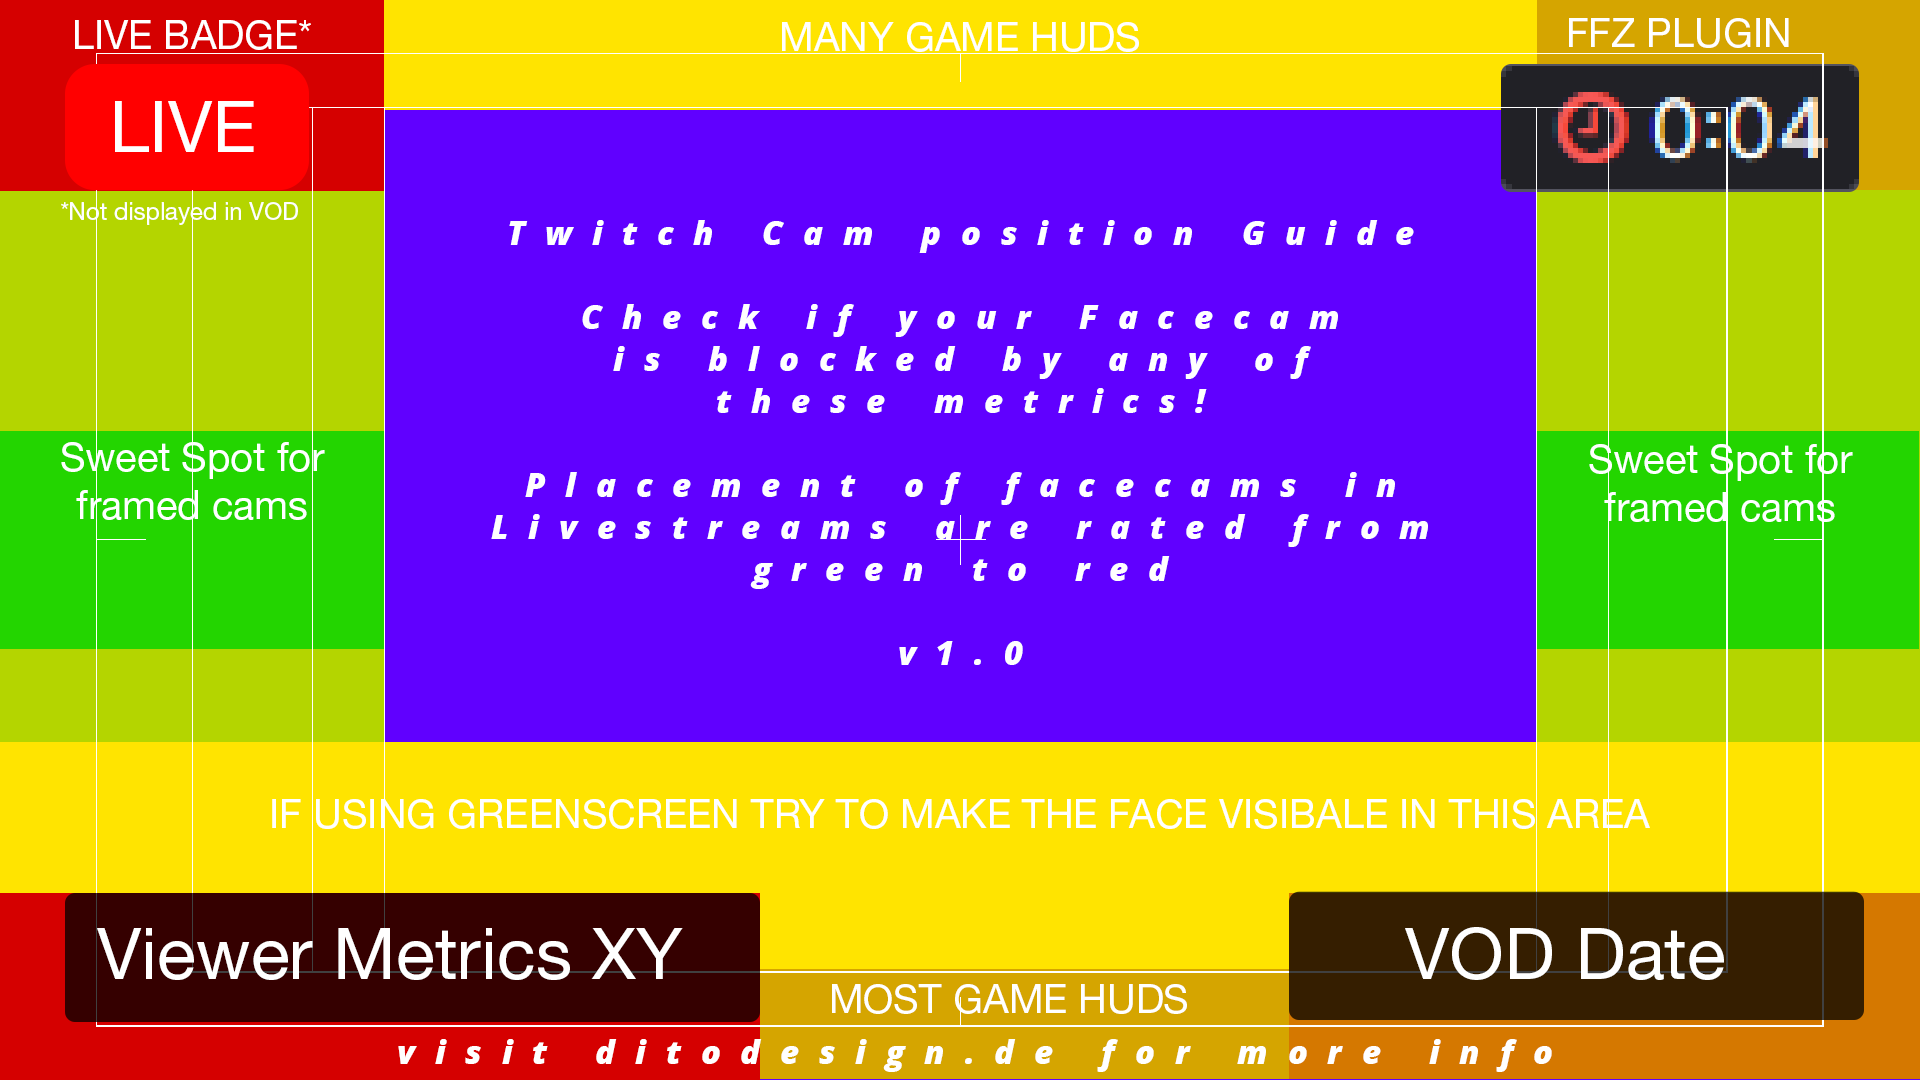 LIVE BADGE*
MANY GAME HUDS
FFZ PLUGIN
LIVE
0:04
*Not displayed in VOD
Twitch Cam position Guide
Check if your Facecam
is blocked by any of
these metrics!
Sweet Spot for
framed cams
Placement of facecams in
Livestreams are rated from
green to red
Sweet Spot for
framed cams
v1.0
IF USING GREENSCREEN TRY TO MAKE THE FACE VISIBALE IN THIS AREA
Viewer Metrics XY
VOD Date
MOST GAME HUDS
visit ditodesign.de for more info